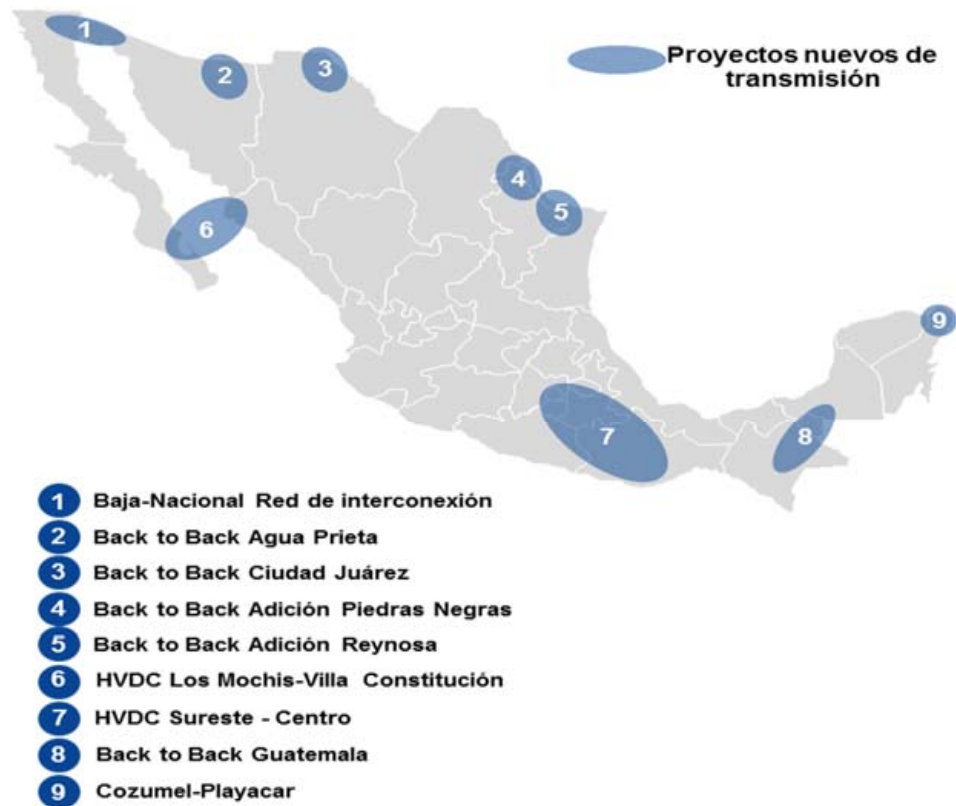 1
2
3
Proyectos nuevos de
transmisión
4
5
6
9
7
8
1 Baja-Nacional Red de interconexión
2 Back to Back Agua Prieta
3 Back to Back Ciudad Juárez
4 Back to Back Adición Piedras Negras
5 Back to Back Adición Reynosa
6 HVDC Los Mochis-Villa Constitución
7 HVDC Sureste - Centro
8 Back to Back Guatemala
9 Cozumel-Playacar